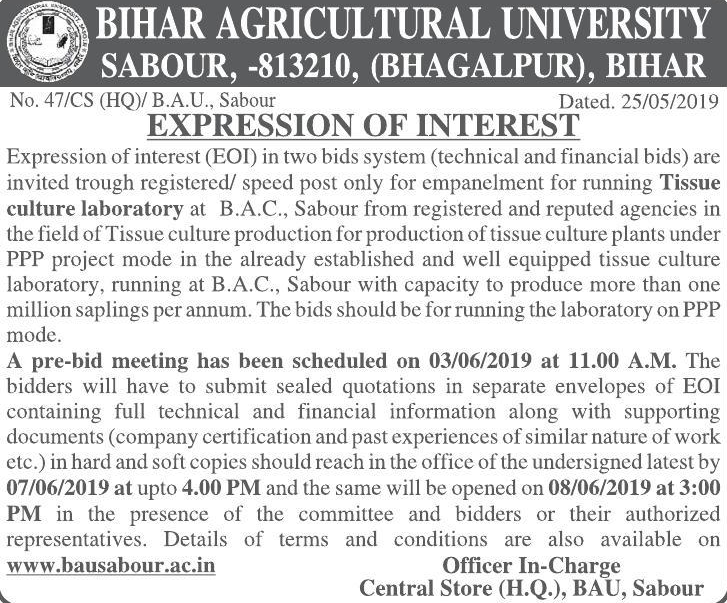 BIHAR AGRICULTURAL UNIVERSITY
SABOUR, -813210, (BHAGALPUR), BIHAR
No. 47/CS (HQ)/ B.A.U., Sabour Dated. 25/05/2019
EXPRESSION OF INTEREST
Expression of interest (EOI) in two bids system (technical and financial bids) are
invited trough registered/ speed post only for empanelment for running Tissue
culture laboratory at B.A.C., Sabour from registered and reputed agencies in
the field of Tissue culture production for production of tissue culture plants under
PPP project mode in the already established and well equipped tissue culture
laboratory, running at B.A.C., Sabour with capacity to produce more than one
million saplings per annum. The bids should be for running the laboratory on PPP
mode.
A pre-bid meeting has been scheduled on 03/06/2019 at 11.00 A.M. The
bidders will have to submit sealed quotations in separate envelopes of EOI
containing full technical and financial information along with supporting
documents (company certification and past experiences of similar nature of work
etc.) in hard and soft copies should reach in the office of the undersigned latest by
07/06/2019 at upto 4.00 PM and the same will be opened on 08/06/2019 at 3:00
PM in the presence of the committee and bidders or their authorized
representatives. Details of terms and conditions are also available on
www.bausabour.ac.in Officer In-Charge
Central Store (H.Q.), BAU, Sabour